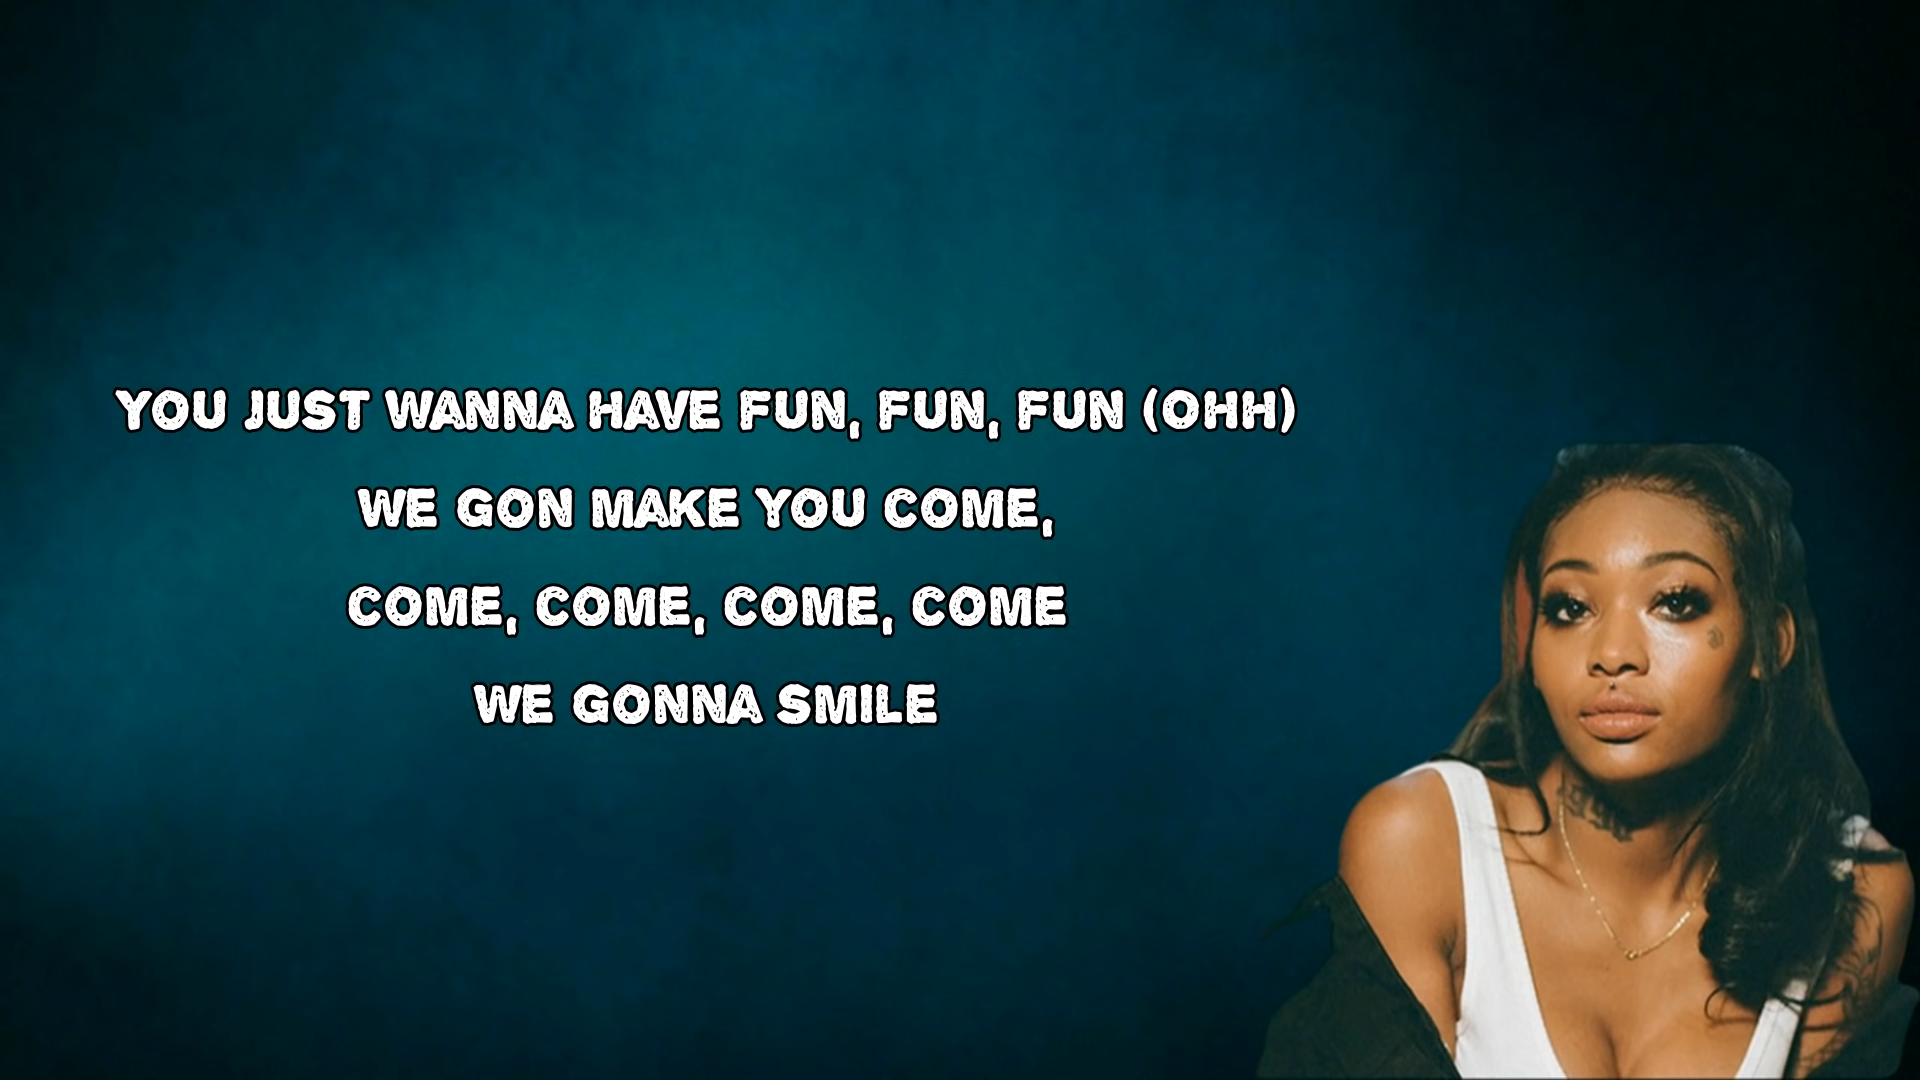 YOU JUST WANNA HAVE FUN, FUN, FUN (OHH)
WE GON MAKE YOU COME,
COME, COME, COME, COME
WE GONNA SMILE